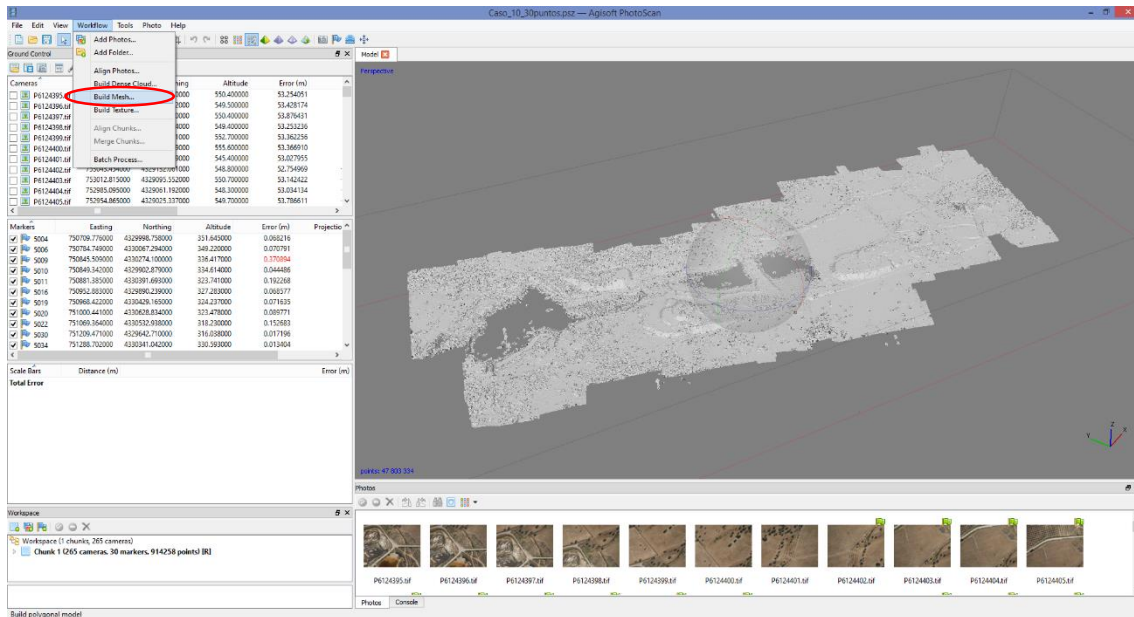 Caso_10_30puntos.psz — Agisoft PhotoScan
File Edit View Workflow Tools Photo Help
Add Photos...
Add Folder...
Align Photos...
Build Dense Cloud...
Build Mesh...
Build Texture...
Align Chunks...
Merge Chunks...
Batch Process...
Ground Control
Cameras Altitude Error (m)
P6124395.tif 550.400000 53.254051
P6124396.tif 549.500000 53.428174
P6124397.tif 550.400000 53.876431
P6124398.tif 549.400000 53.253236
P6124399.tif 552.700000 53.362256
P6124400.tif 555.600000 53.366910
P6124401.tif 545.400000 53.027955
P6124402.tif 548.800000 52.754969
P6124403.tif 753012.815000 4329095.552000 550.700000 53.142422
P6124404.tif 752985.095000 4329061.192000 548.300000 53.034134
P6124405.tif 752954.865000 4329025.337000 549.700000 53.786611
Markers Easting Northing Altitude Error (m) Projectio
5004 750709.776000 4329998.758000 351.645000 0.068216
5006 750784.749000 4330067.294000 349.220000 0.070791
5009 750845.509000 4330274.100000 336.417000 0.370894
5010 750849.342000 4329902.879000 334.614000 0.044486
5011 750881.385000 4330391.693000 323.741000 0.192268
5016 750952.883000 4329890.239000 327.283000 0.068577
5019 750968.422000 4330429.165000 324.237000 0.071635
5020 751000.441000 4330628.834000 323.478000 0.089771
5022 751069.364000 4330532.938000 318.230000 0.152683
5030 751209.471000 4329642.710000 316.038000 0.017196
5034 751288.702000 4330341.042000 330.593000 0.013404
Scale Bars Distance (m) Error (m)
Total Error
Workspace
Workspace (1 chunks, 265 cameras)
Chunk 1 (265 cameras, 30 markers, 914258 points) [R]
Build polygonal model
Model
Perspective
Z
Y
X
points: 47 803 334
Photos
P6124395.tif P6124396.tif P6124397.tif P6124398.tif P6124399.tif P6124400.tif P6124401.tif P6124402.tif P6124403.tif P6124404.tif P6124405.tif
Photos Console